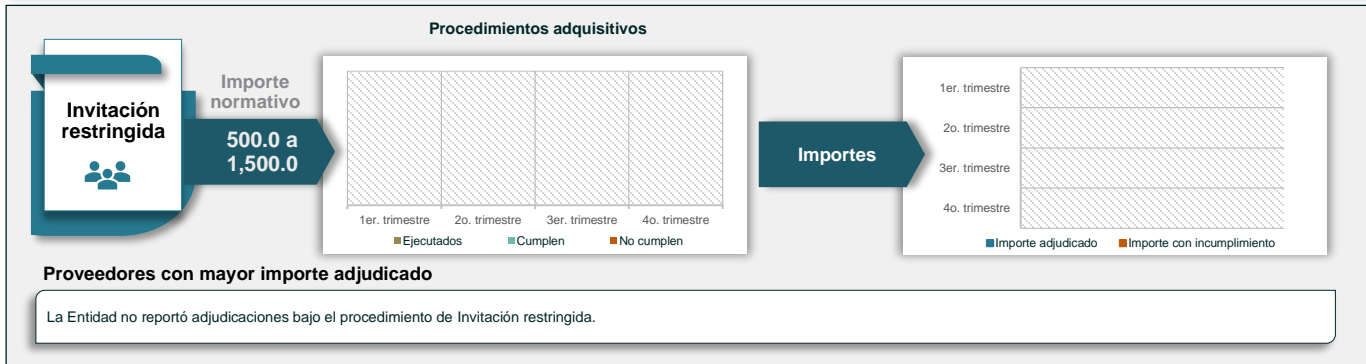 Procedimientos adquisitivos
Invitación
restringida
Importe
normativo
500.0 a
1,500.0
1er. trimestre
2o. trimestre
3er. trimestre
4o. trimestre
Ejecutados
Cumplen
No cumplen
Importes
1er. trimestre
2o. trimestre
3er. trimestre
4o. trimestre
Importe adjudicado
Importe con incumplimiento
Proveedores con mayor importe adjudicado
La Entidad no reportó adjudicaciones bajo el procedimiento de Invitación restringida.